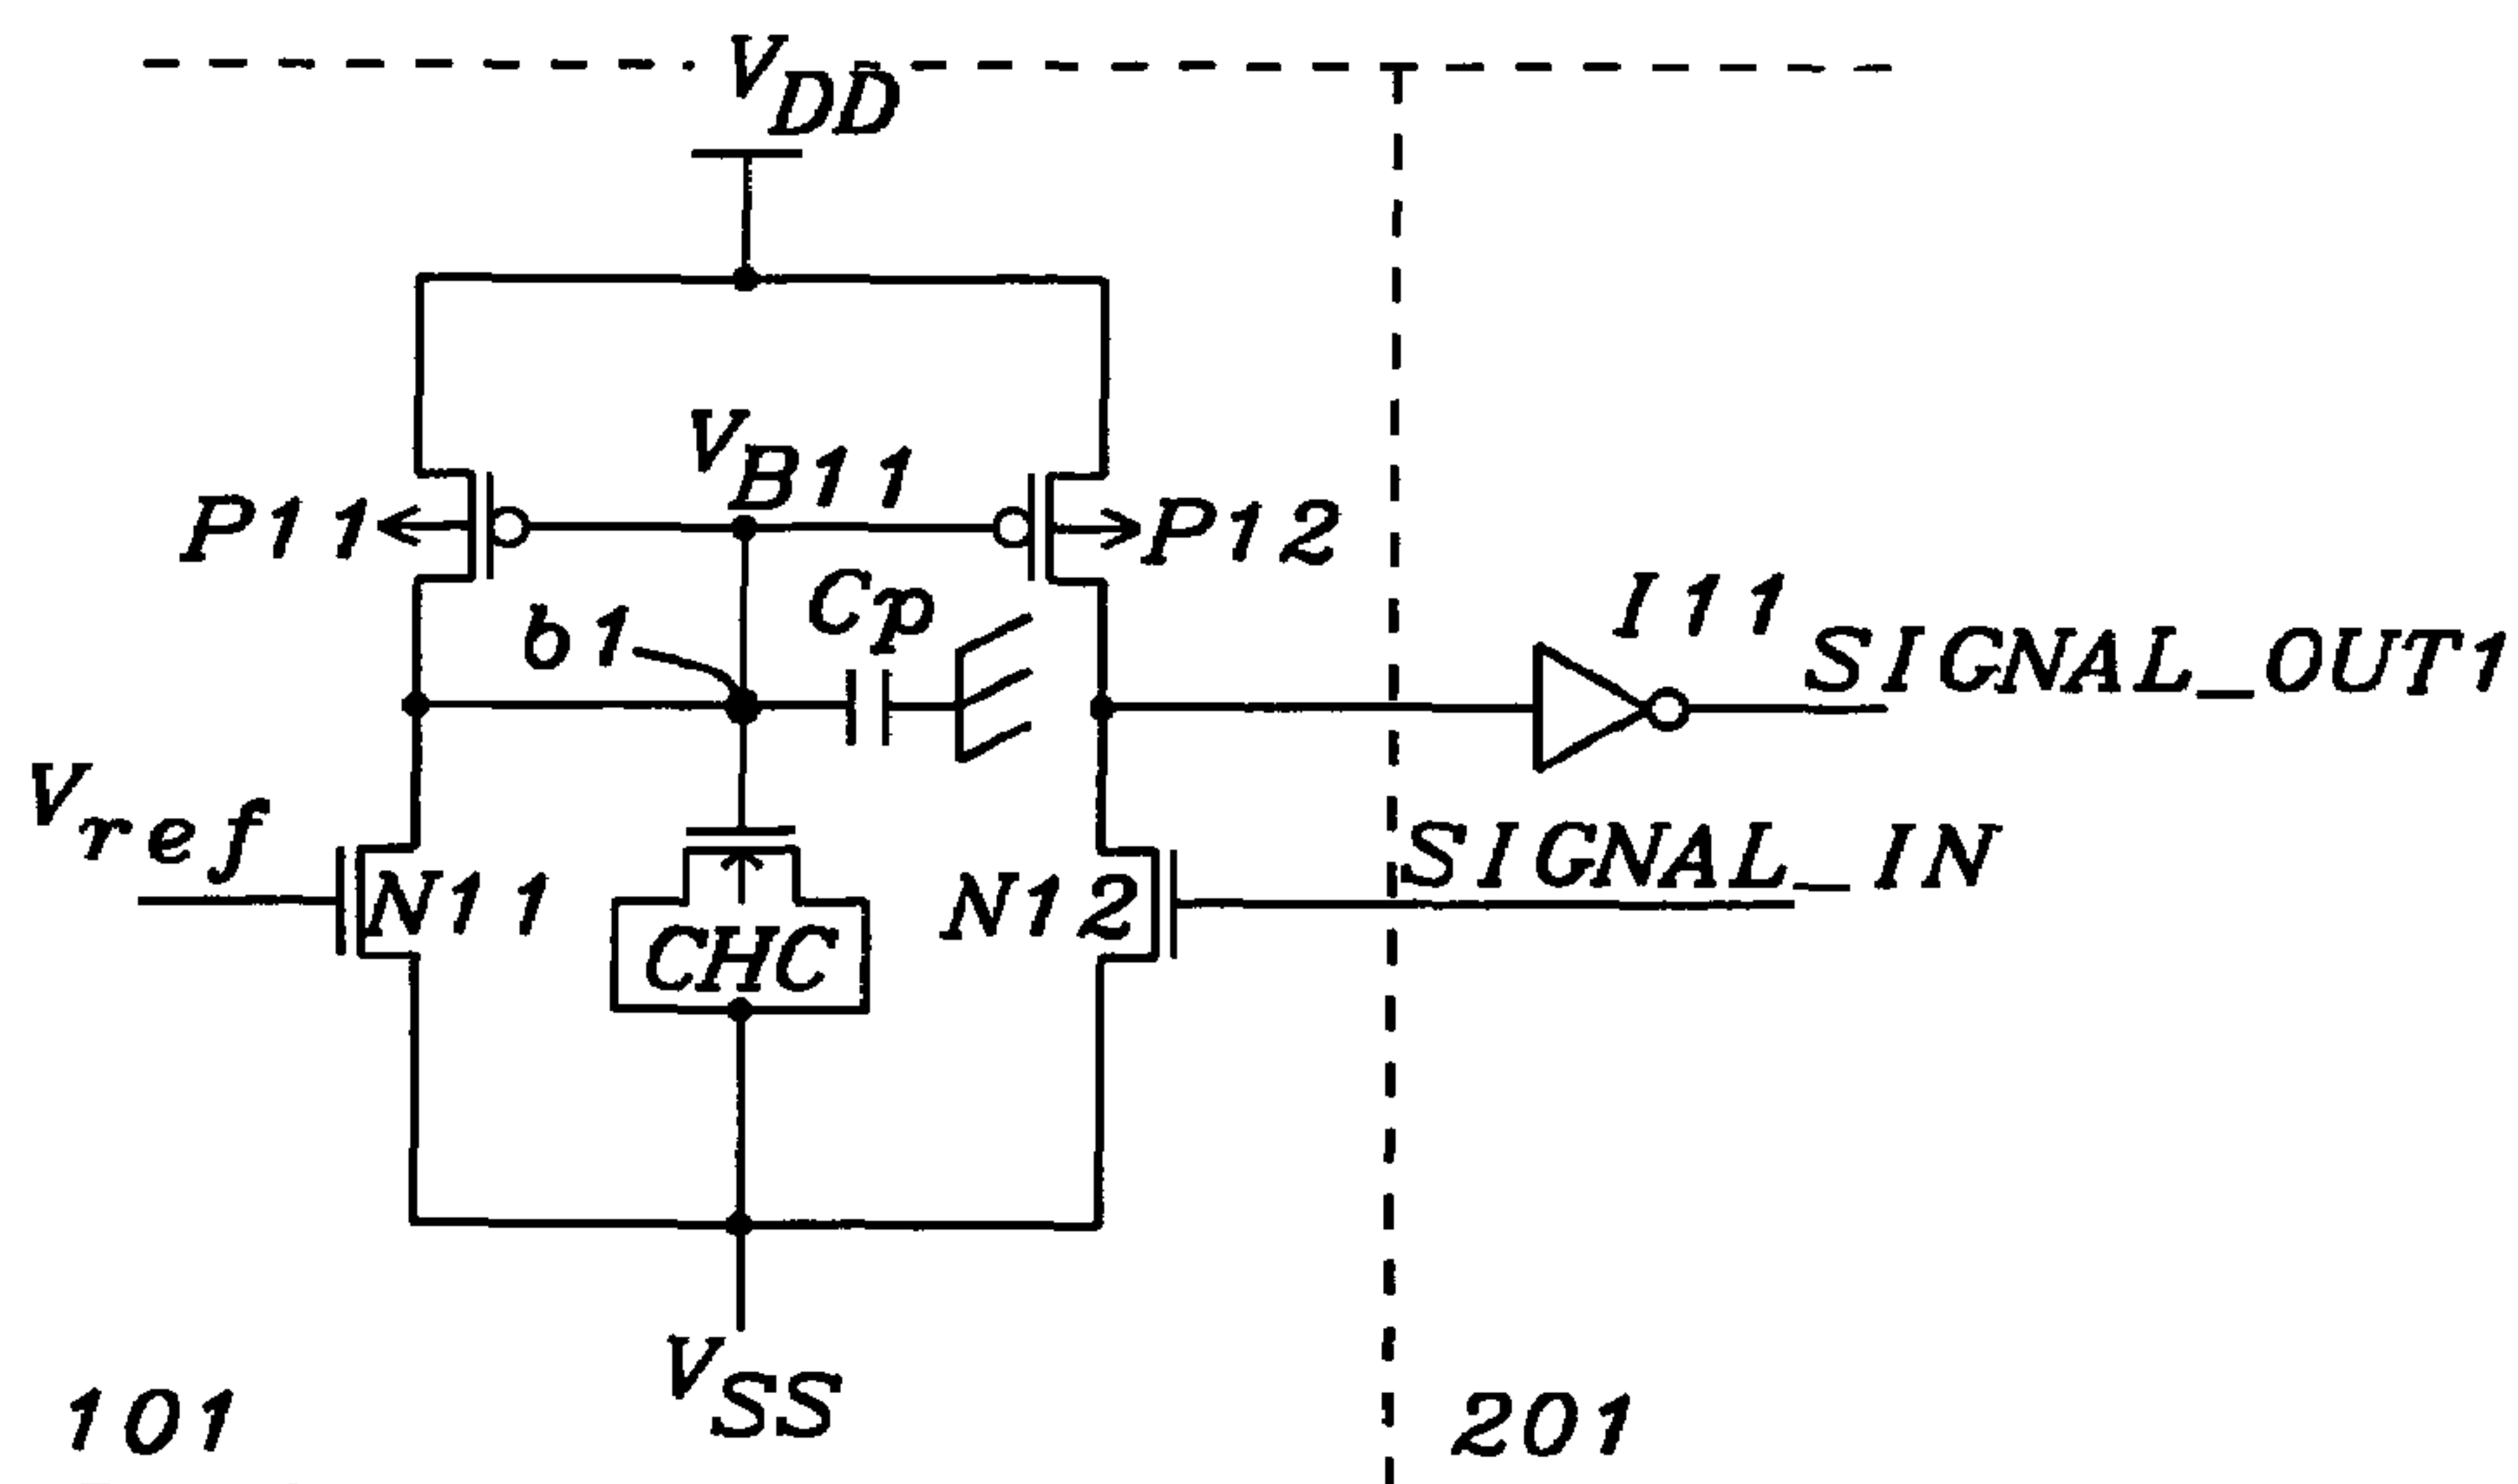 VDD
VB11
P11
P12
Cp
b1
I11
SIGNAL_OUT1
Vref
SIGNAL_IN
N11
N12
CHC
VSS
101
201